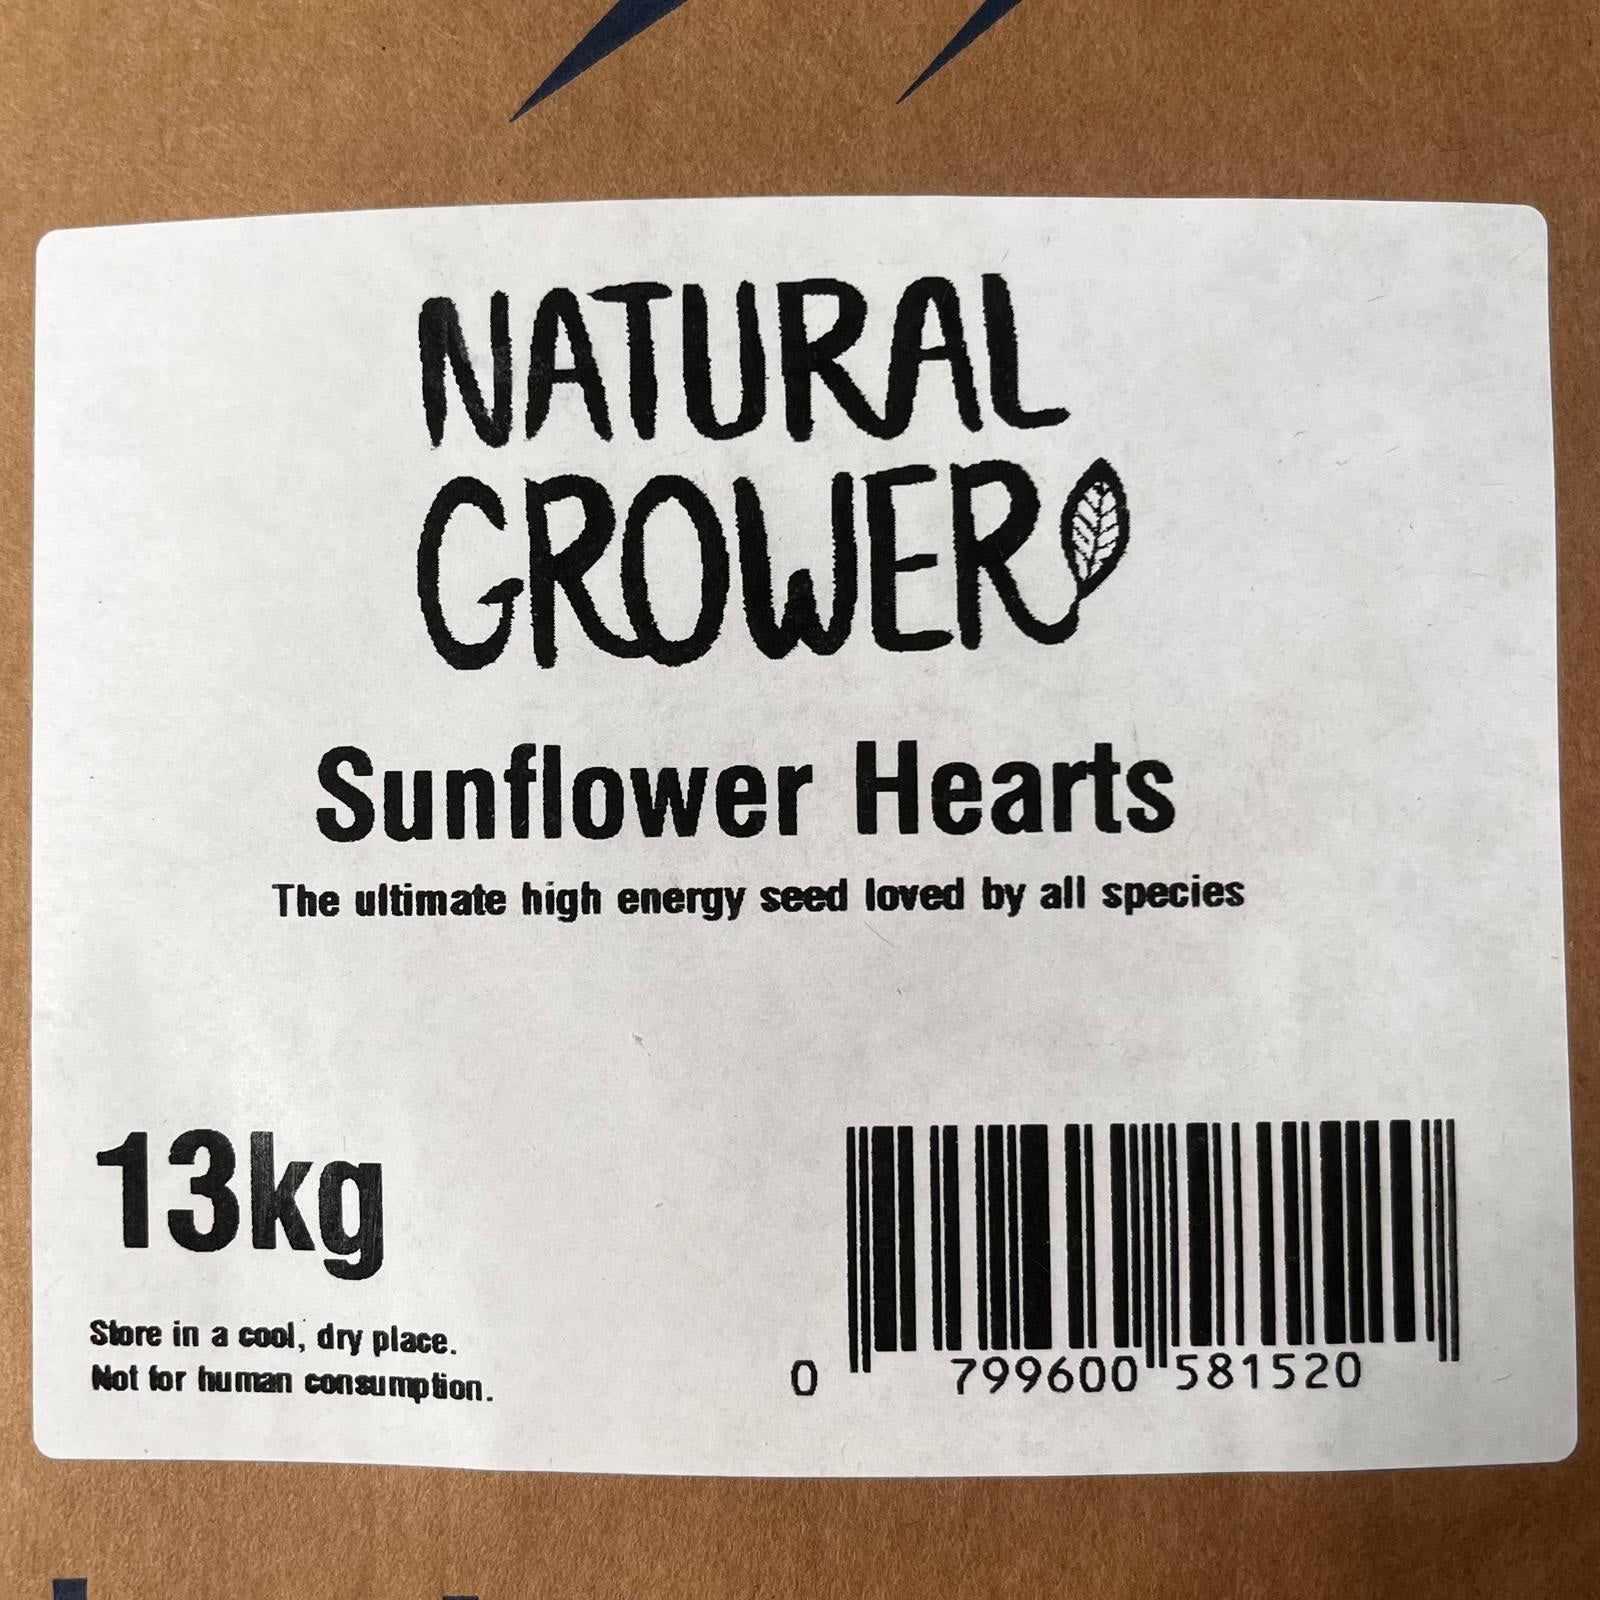 NATURAL
GROWER
Sunflower Hearts
The ultimate high energy seed loved by all species
13kg
Store in a cool, dry place.
Not for human consumption.
0 799600 581520